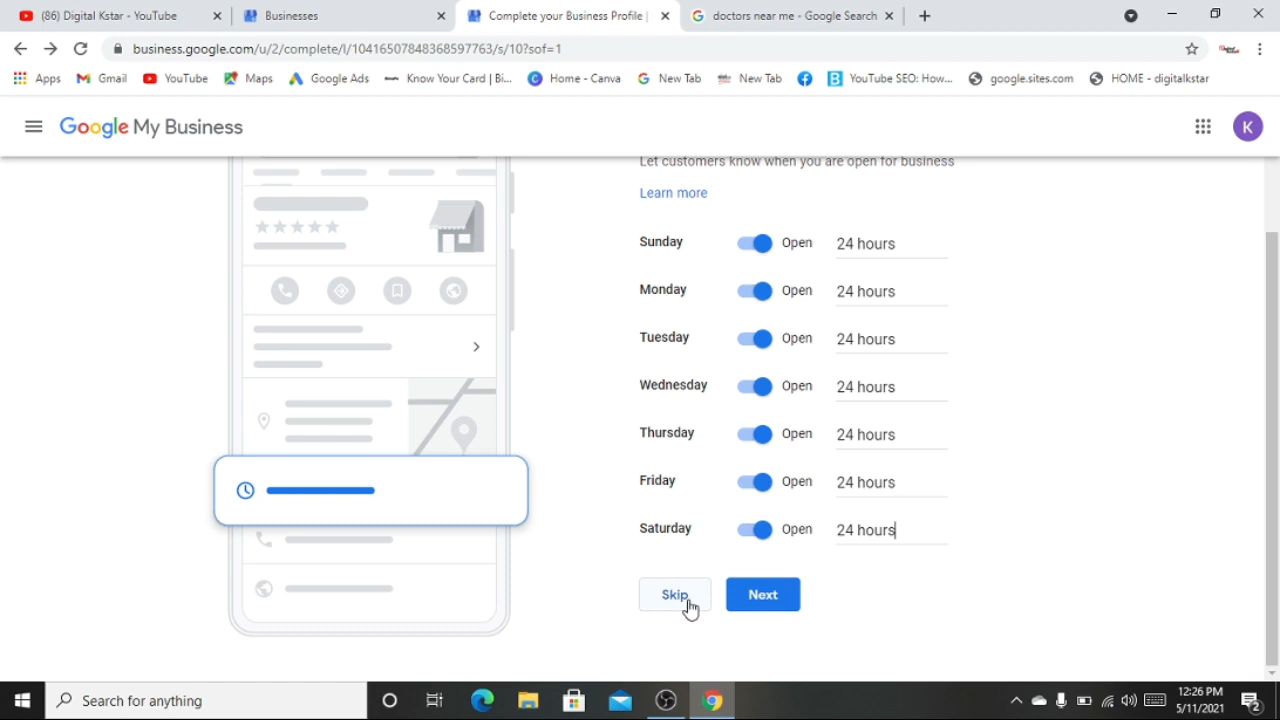 (86) Digital Kstar - YouTube
Businesses
Complete your Business Profile |
doctors near me - Google Search
business.google.com/u/2/complete/l/10416507848368597763/s/10?sof=1
Apps
Gmail
YouTube
Maps
Google Ads
Know Your Card | Bi...
Home - Canva
New Tab
New Tab
YouTube SEO: How...
google.sites.com
HOME - digitalkstar
Google My Business
K
Let customers know when you are open for business
Learn more
Sunday Open 24 hours
Monday Open 24 hours
Tuesday Open 24 hours
Wednesday Open 24 hours
Thursday Open 24 hours
Friday Open 24 hours
Saturday Open 24 hours
Skip Next
Search for anything
12:26 PM
5/11/2021
2